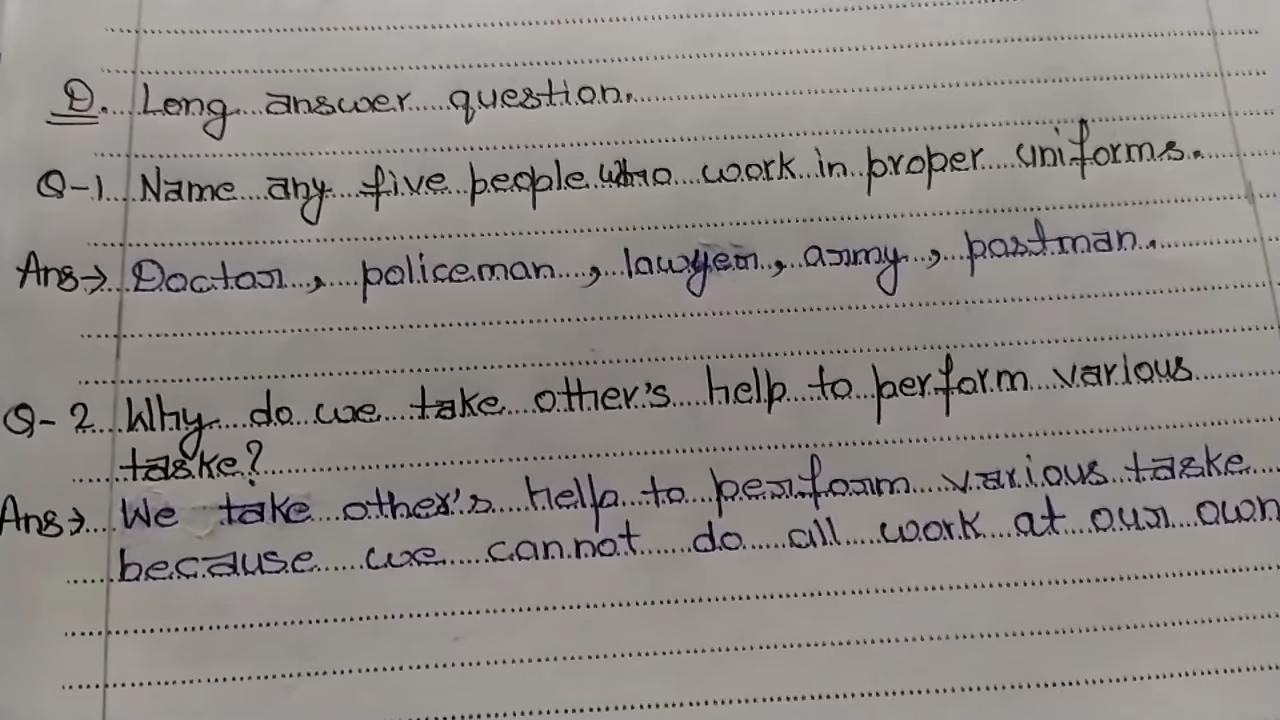 D. Long answer question.
Q-1 Name any five people who work in proper uniforms.
Ans→ Doctor, policeman, lawyer, army, postman.
Q-2 Why do we take other's help to perform various
taske?
Ans→ We take other's help to perform various taske
because we cannot do all work at our own